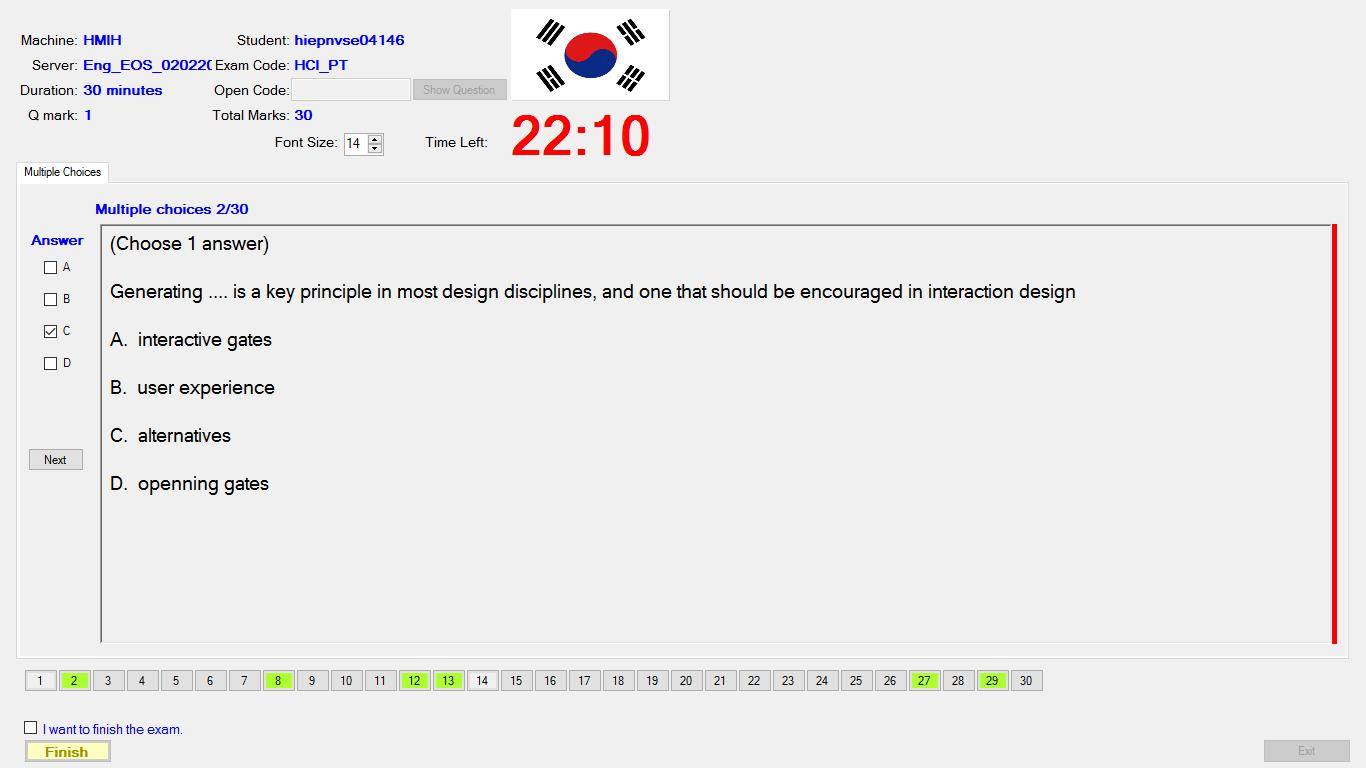 Machine: HMIH Student: hiepnvse04146
Server: Eng_EOS_02022 Exam Code: HCI_PT
Duration: 30 minutes Open Code: Show Question
Q mark: 1 Total Marks: 30
Font Size: 14 Time Left: 22:10
Multiple Choices
Multiple choices 2/30
Answer
(Choose 1 answer)
A
Generating .... is a key principle in most design disciplines, and one that should be encouraged in interaction design
B
C
A. interactive gates
D
B. user experience
C. alternatives
Next
D. openning gates
1 2 3 4 5 6 7 8 9 10 11 12 13 14 15 16 17 18 19 20 21 22 23 24 25 26 27 28 29 30
I want to finish the exam.
Finish Exit